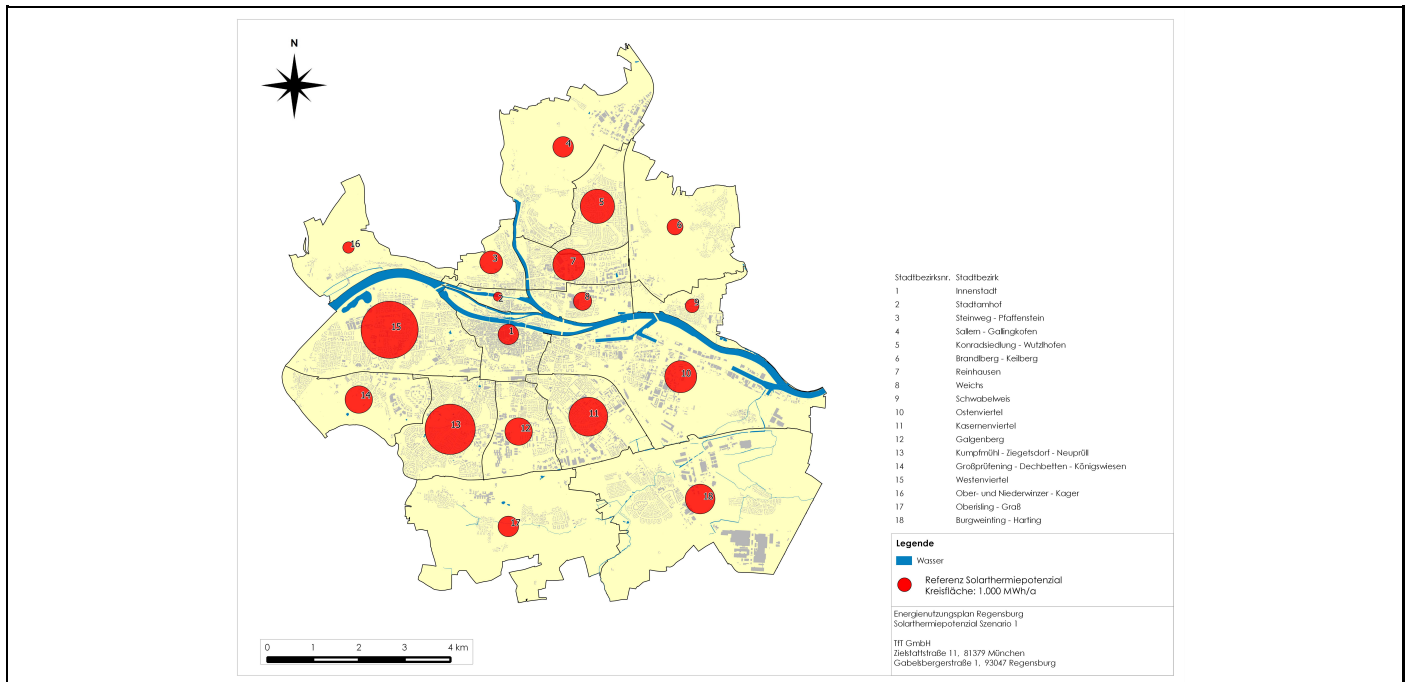 N
4
5
6
16
3
7
2
8
9
1
15
10
14
11
13
12
18
17
Stadtbezirksnr. Stadtbezirk
1 Innenstadt
2 Stadtamhof
3 Steinweg - Pfaffenstein
4 Sallern - Gallingkofen
5 Konradsiedlung - Wutzlhofen
6 Brandlberg - Keilberg
7 Reinhausen
8 Weichs
9 Schwabelweis
10 Ostenviertel
11 Kasernenviertel
12 Galgenberg
13 Kumpfmühl - Ziegetsdorf - Neuprüll
14 Großprüfening - Dechbetten - Königswiesen
15 Westenviertel
16 Ober- und Niederwinzer - Kager
17 Oberisling - Graß
18 Burgweinting - Harting
Legende
Wasser
Referenz Solarthermiepotenzial
Kreisfläche: 1.000 MWh/a
Energienutzungsplan Regensburg
Solarthermiepotenzial Szenario 1
TfT GmbH
Zielstattstraße 11, 81379 München
Gabelsbergerstraße 1, 93047 Regensburg
0 1 2 3 4 km